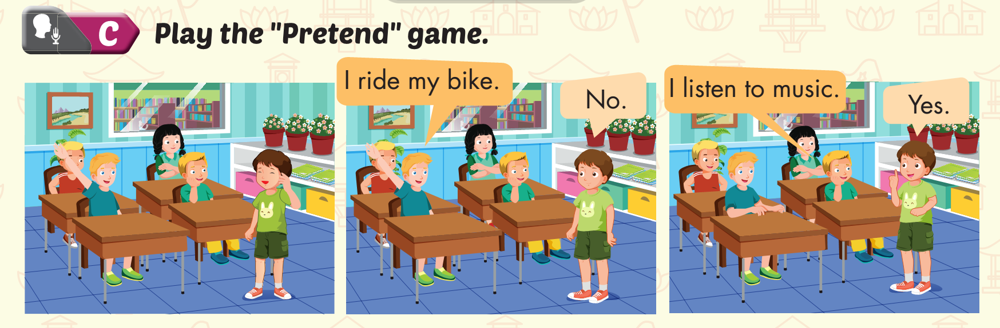 C
Play the "Pretend" game.
I ride my bike.
No.
I listen to music.
Yes.